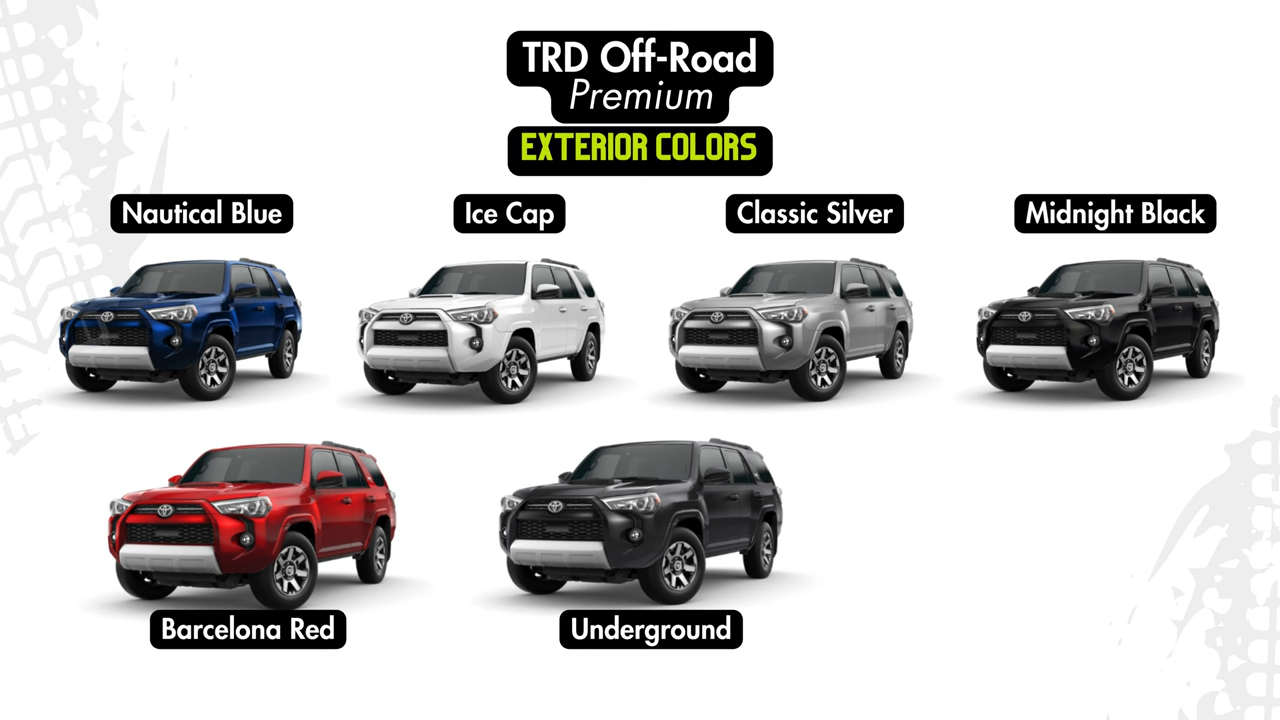 TRD Off-Road
Premium
EXTERIOR COLORS
Nautical Blue
Ice Cap
Classic Silver
Midnight Black
Barcelona Red
Underground